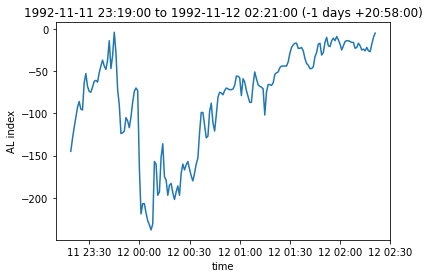 1992-11-11 23:19:00 to 1992-11-12 02:21:00 (-1 days +20:58:00)
0
−50
−100
−150
−200
AL index
11 23:30 12 00:00 12 00:30 12 01:00 12 01:30 12 02:00 12 02:30
time